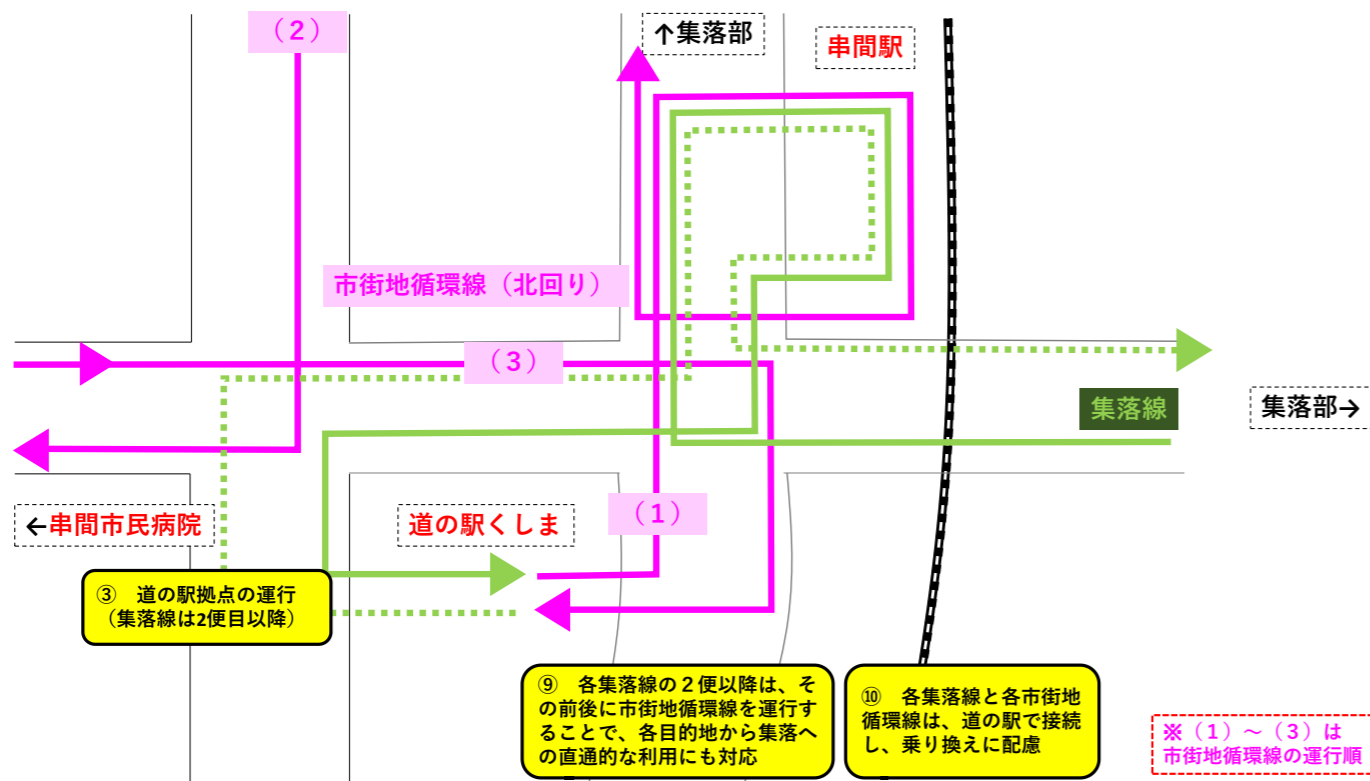 （２）
↑集落部
串間駅
市街地循環線（北回り）
（３）
集落線
集落部→
←串間市民病院
道の駅くしま
（１）
③　道の駅拠点の運行
（集落線は2便目以降）
⑨　各集落線の２便以降は、そ
の前後に市街地循環線を運行す
ることで、各目的地から集落へ
の直通的な利用にも対応
⑩　各集落線と各市街地
循環線は、道の駅で接続
し、乗り換えに配慮
※（１）～（３）は
市街地循環線の運行順